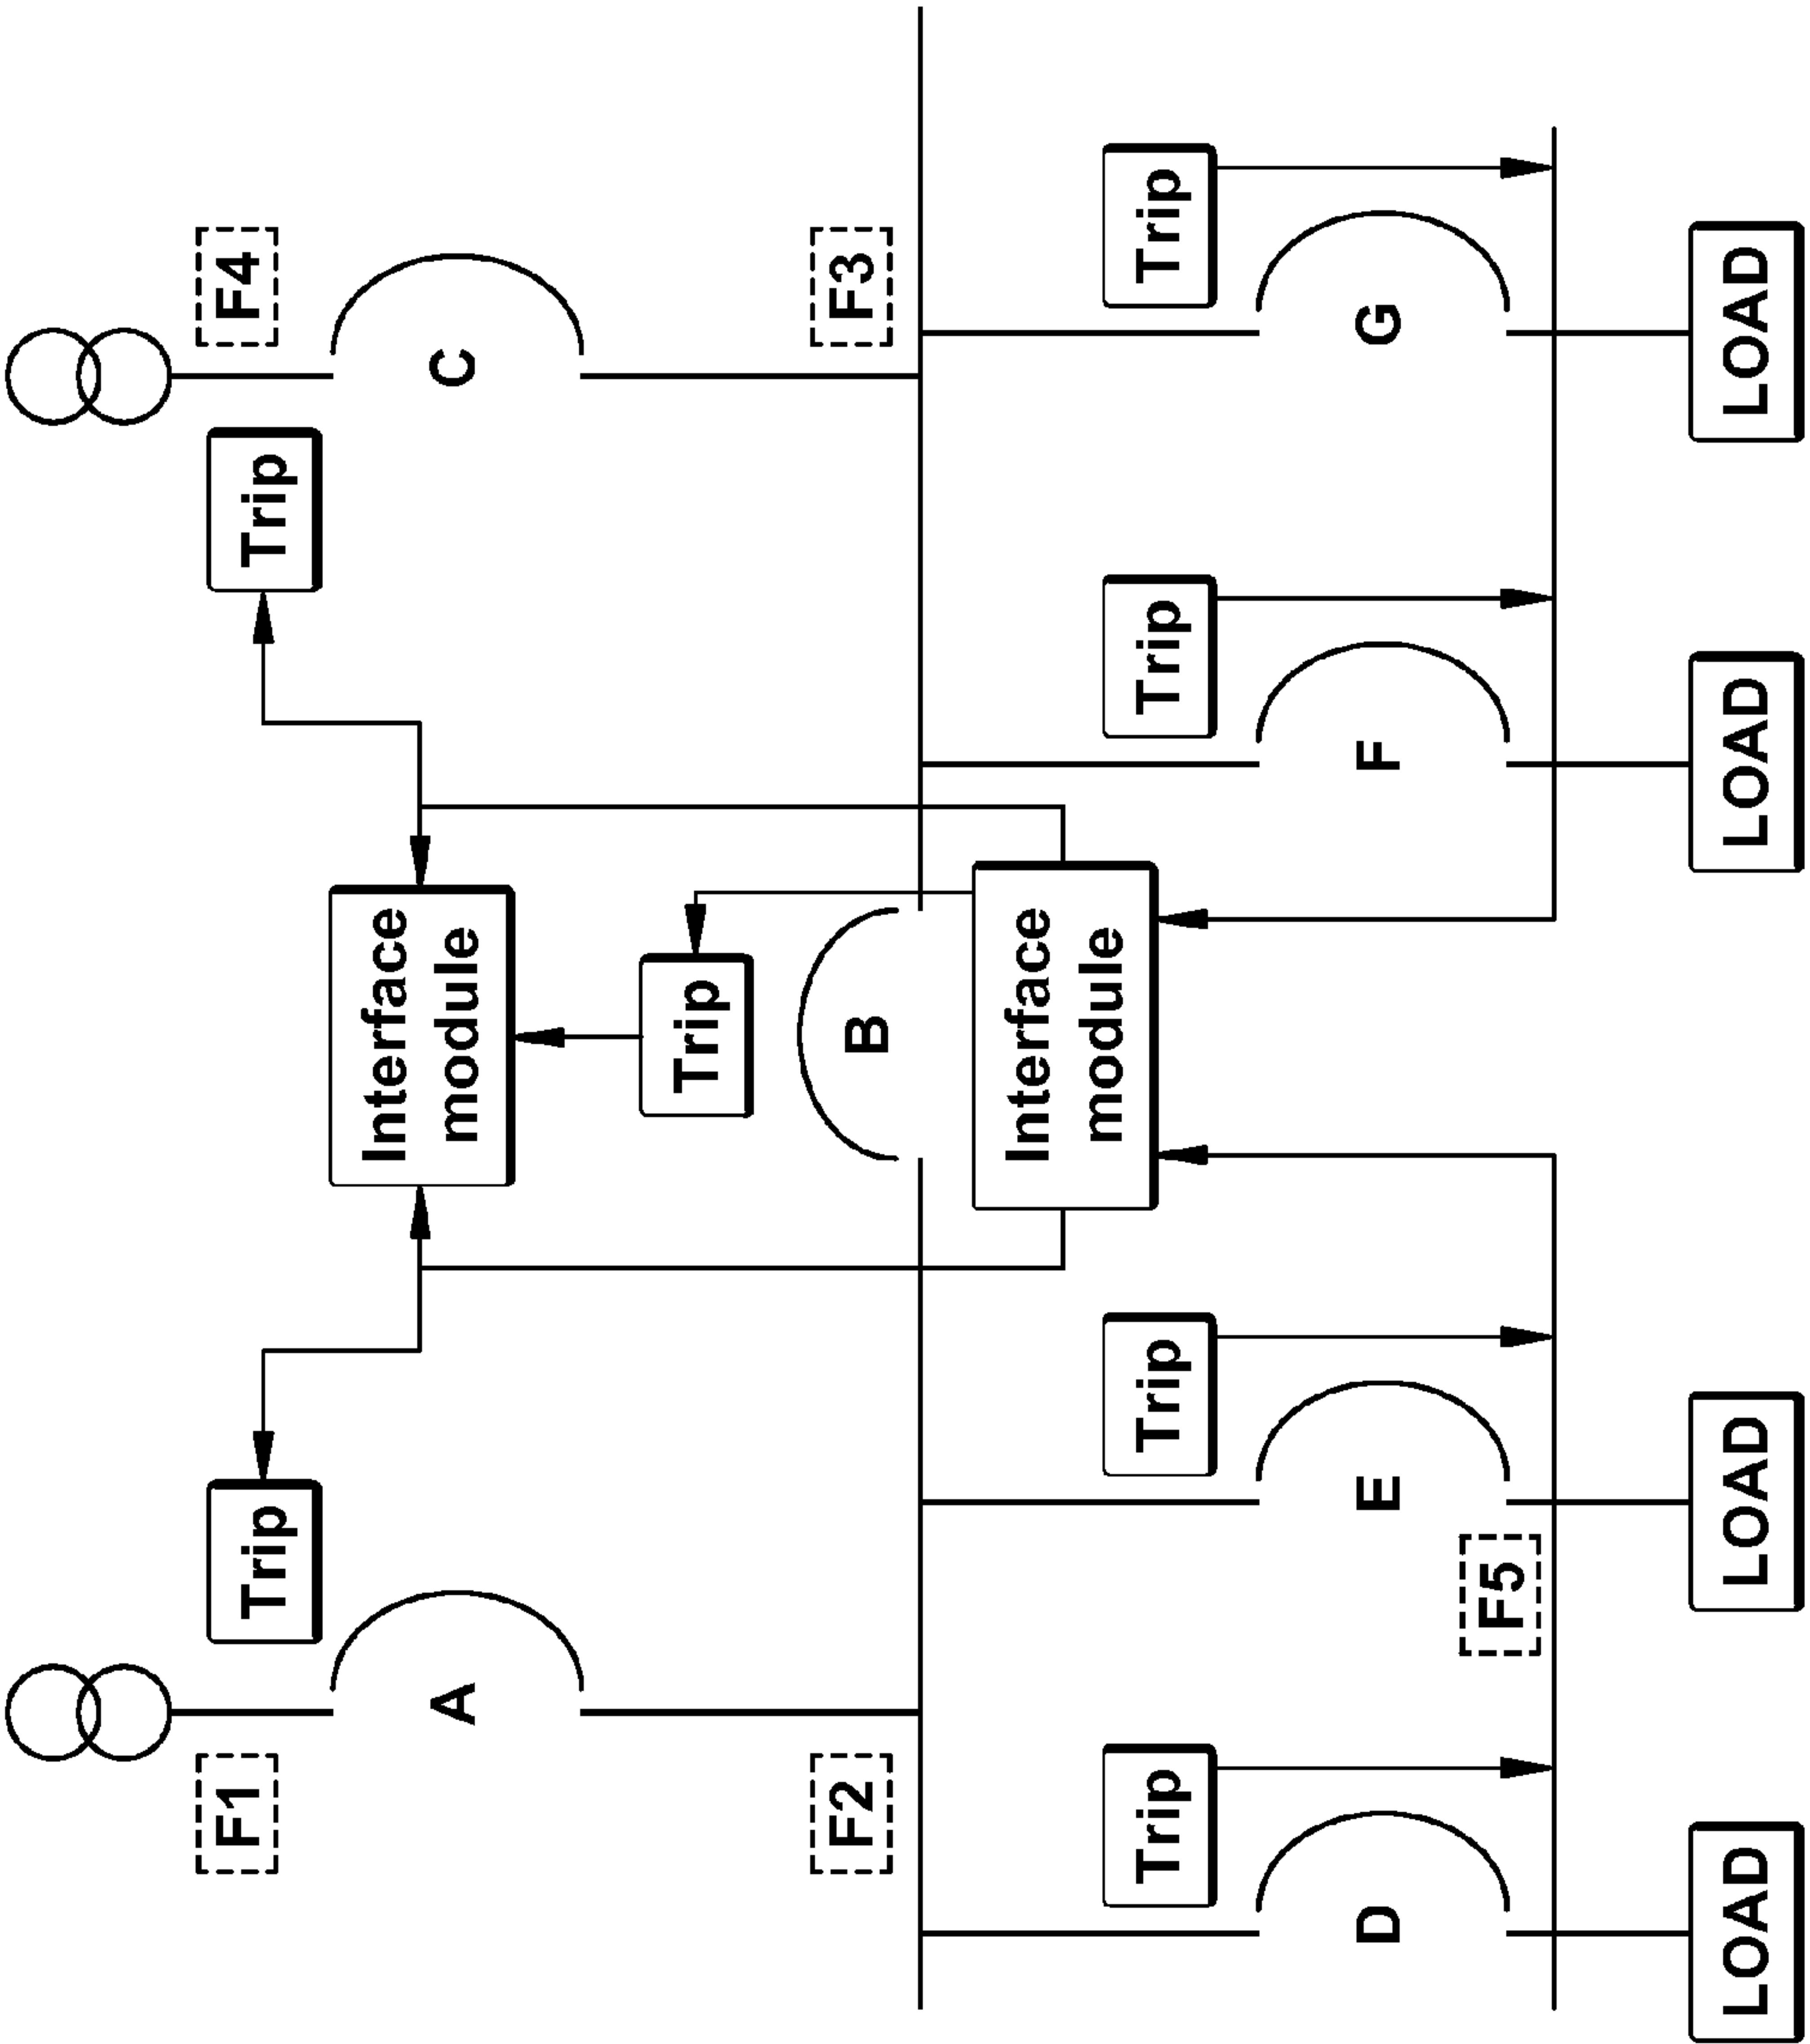 F1
Trip
Trip
F4
A
Interface
module
C
Trip
F2
B
F3
Interface
module
Trip
Trip
Trip
Trip
D
E
F
G
F5
LOAD
LOAD
LOAD
LOAD